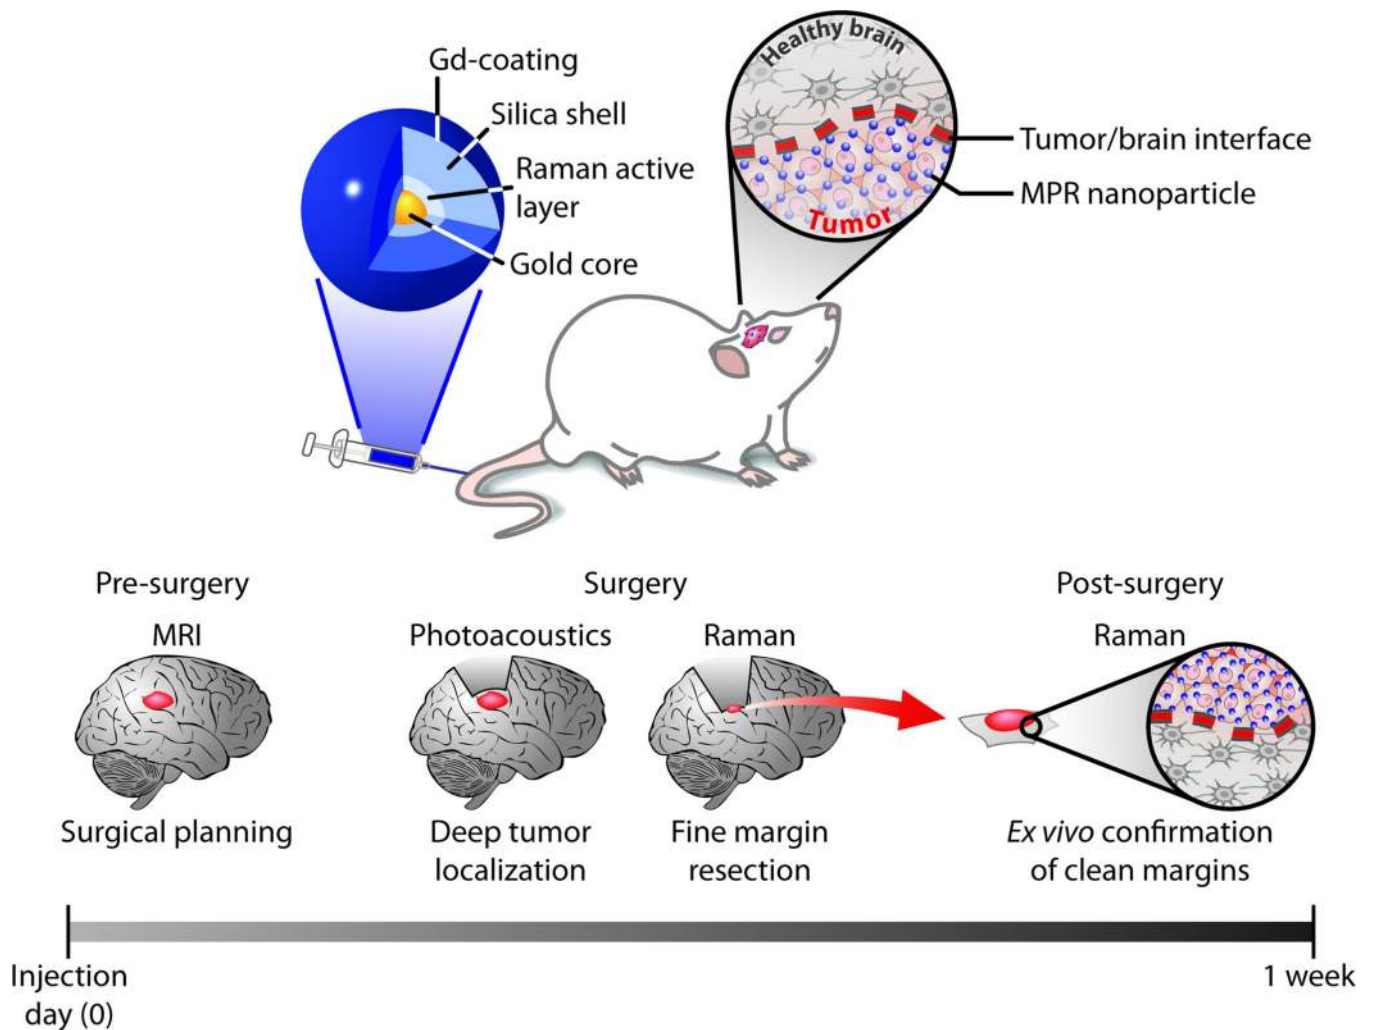 Gd-coating
Silica shell
Raman active
layer
Gold core
Healthy brain
Tumor
Tumor/brain interface
MPR nanoparticle
Pre-surgery
Surgery
Post-surgery
MRI
Photoacoustics
Raman
Raman
Surgical planning
Deep tumor
localization
Fine margin
resection
Ex vivo confirmation
of clean margins
Injection
day (0)
1 week